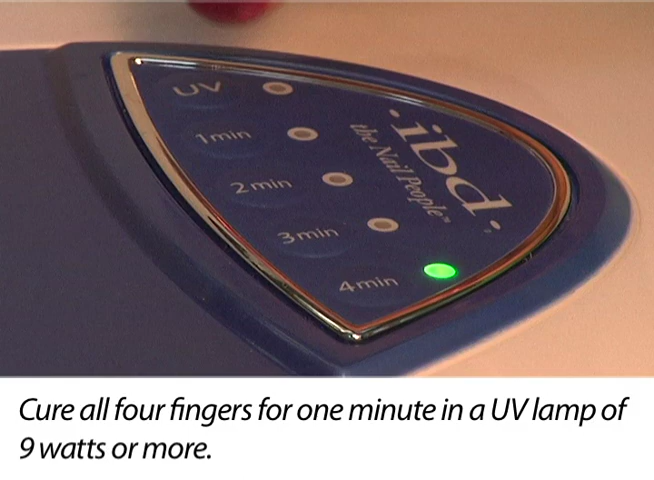 UV
1min
2min
3min
4min
.ibd.
the Nail People™
Cure all four fingers for one minute in a UV lamp of
9 watts or more.